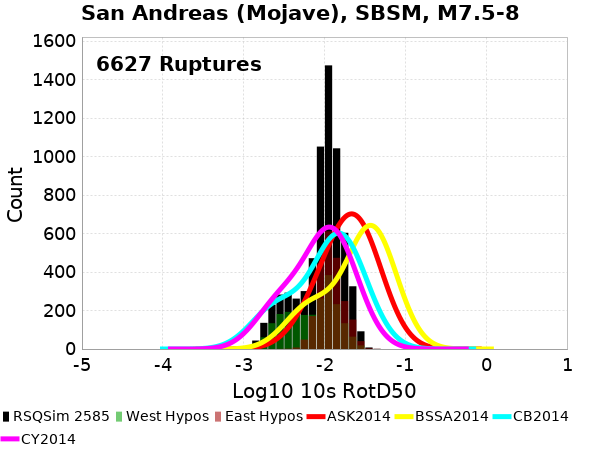 San Andreas (Mojave), SBSM, M7.5-8
6627 Ruptures
1600
1400
1200
1000
800
600
400
200
0
Count
-5 -4 -3 -2 -1 0 1
Log10 10s RotD50
RSQSim 2585 West Hypos East Hypos ASK2014 BSSA2014 CB2014
CY2014